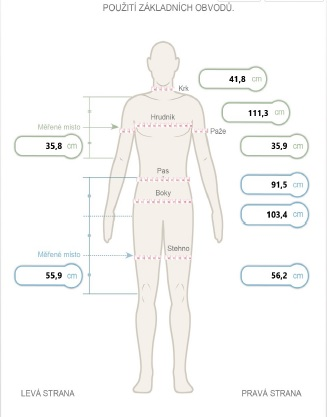 POUŽITÍ ZÁKLADNÍCH OBVODŮ.
41,8 cm
Krk
111,3 cm
Hrudník
Měřené místo
Paže
35,8 cm
35,9 cm
Pas
91,5 cm
Boky
103,4 cm
Stehno
Měřené místo
55,9 cm
56,2 cm
LEVÁ STRANA
PRAVÁ STRANA